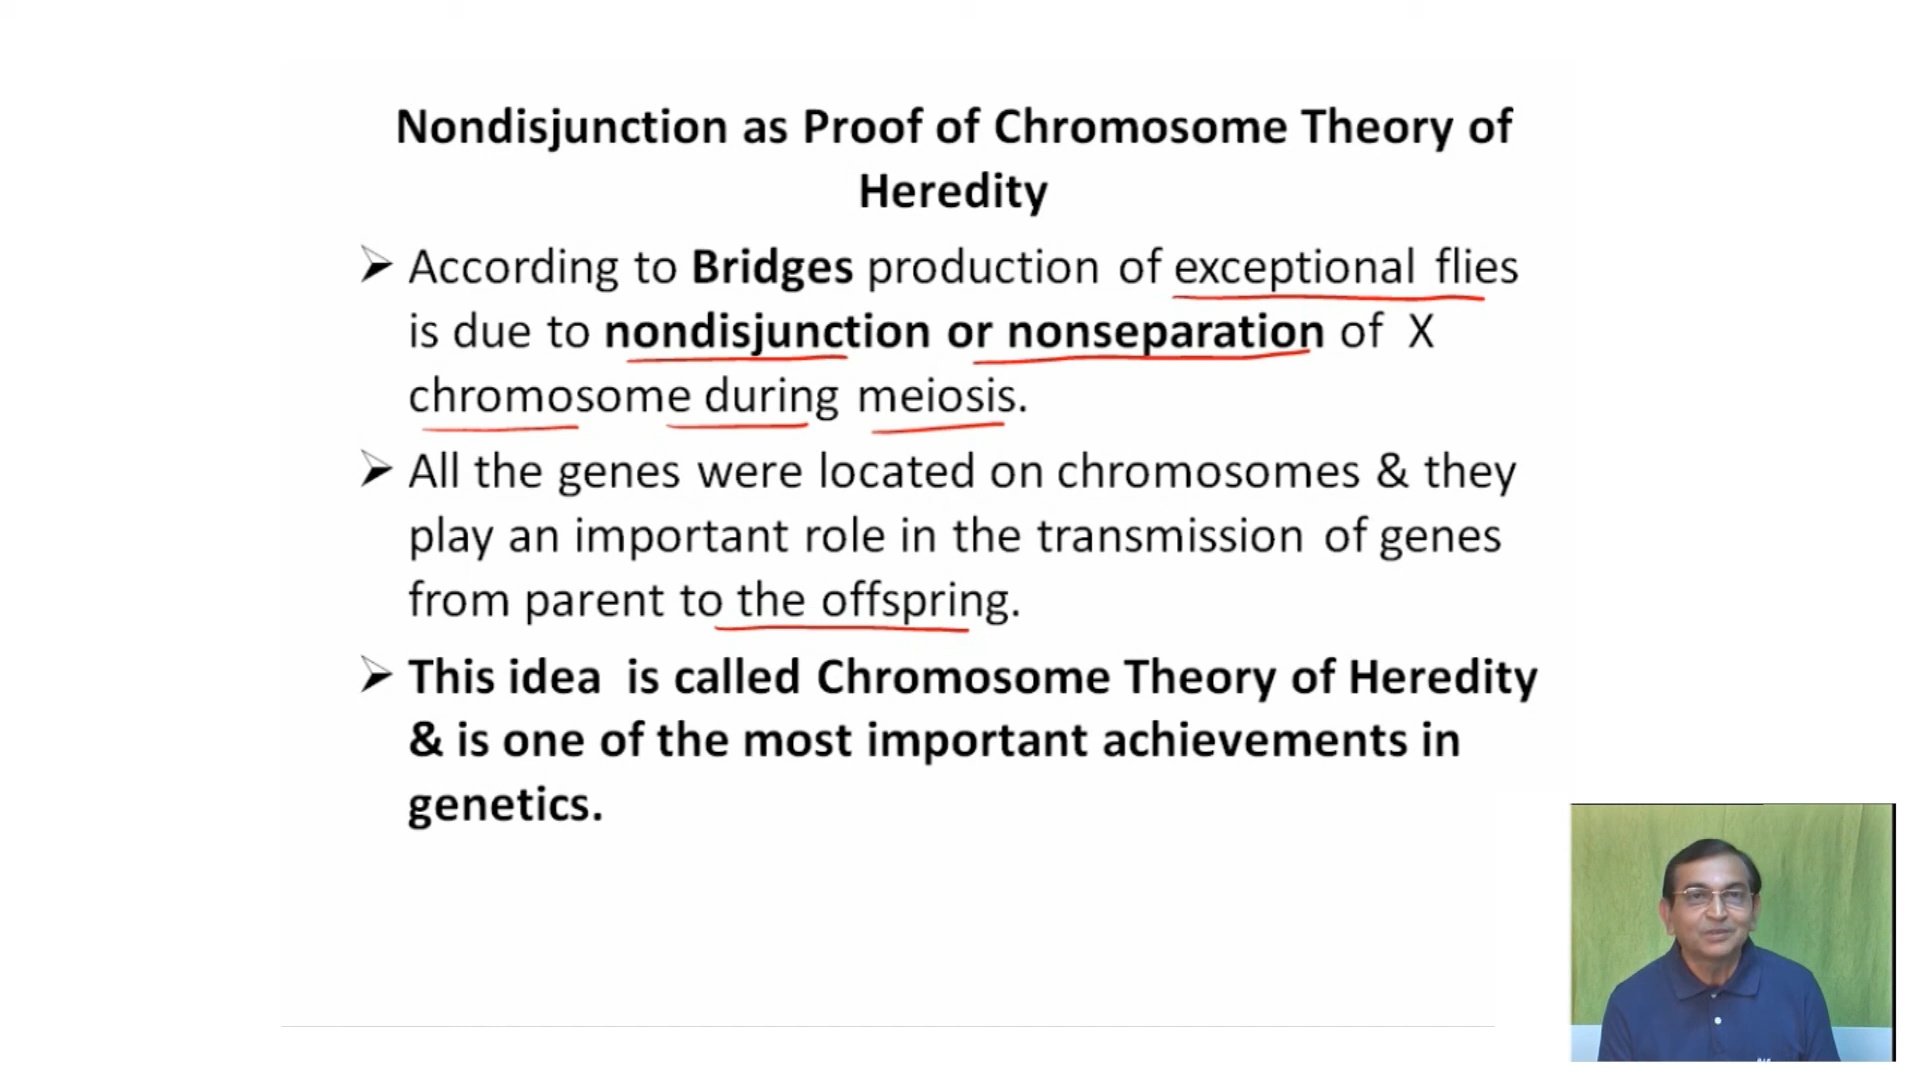 Nondisjunction as Proof of Chromosome Theory of
Heredity
➢ According to Bridges production of exceptional flies
is due to nondisjunction or nonseparation of X
chromosome during meiosis.
➢ All the genes were located on chromosomes & they
play an important role in the transmission of genes
from parent to the offspring.
➢ This idea is called Chromosome Theory of Heredity
& is one of the most important achievements in
genetics.